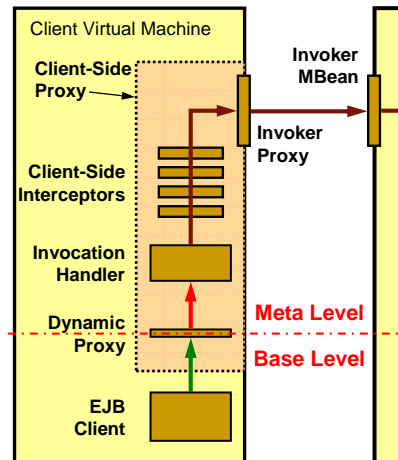 Client Virtual Machine
Client-Side
Proxy
Invoker
MBean
Invoker
Proxy
Client-Side
Interceptors
Invocation
Handler
Meta Level
Dynamic
Proxy
Base Level
EJB
Client